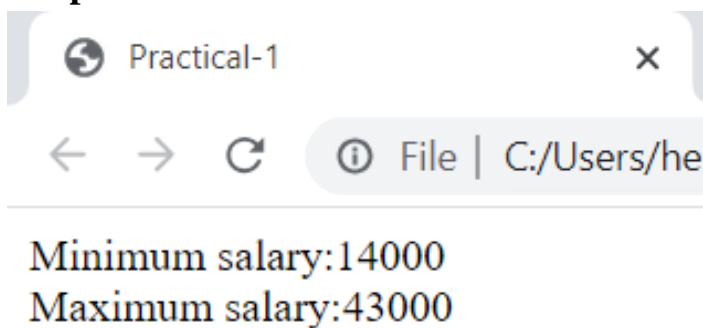 Practical-1
File | C:/Users/he
Minimum salary:14000
Maximum salary:43000